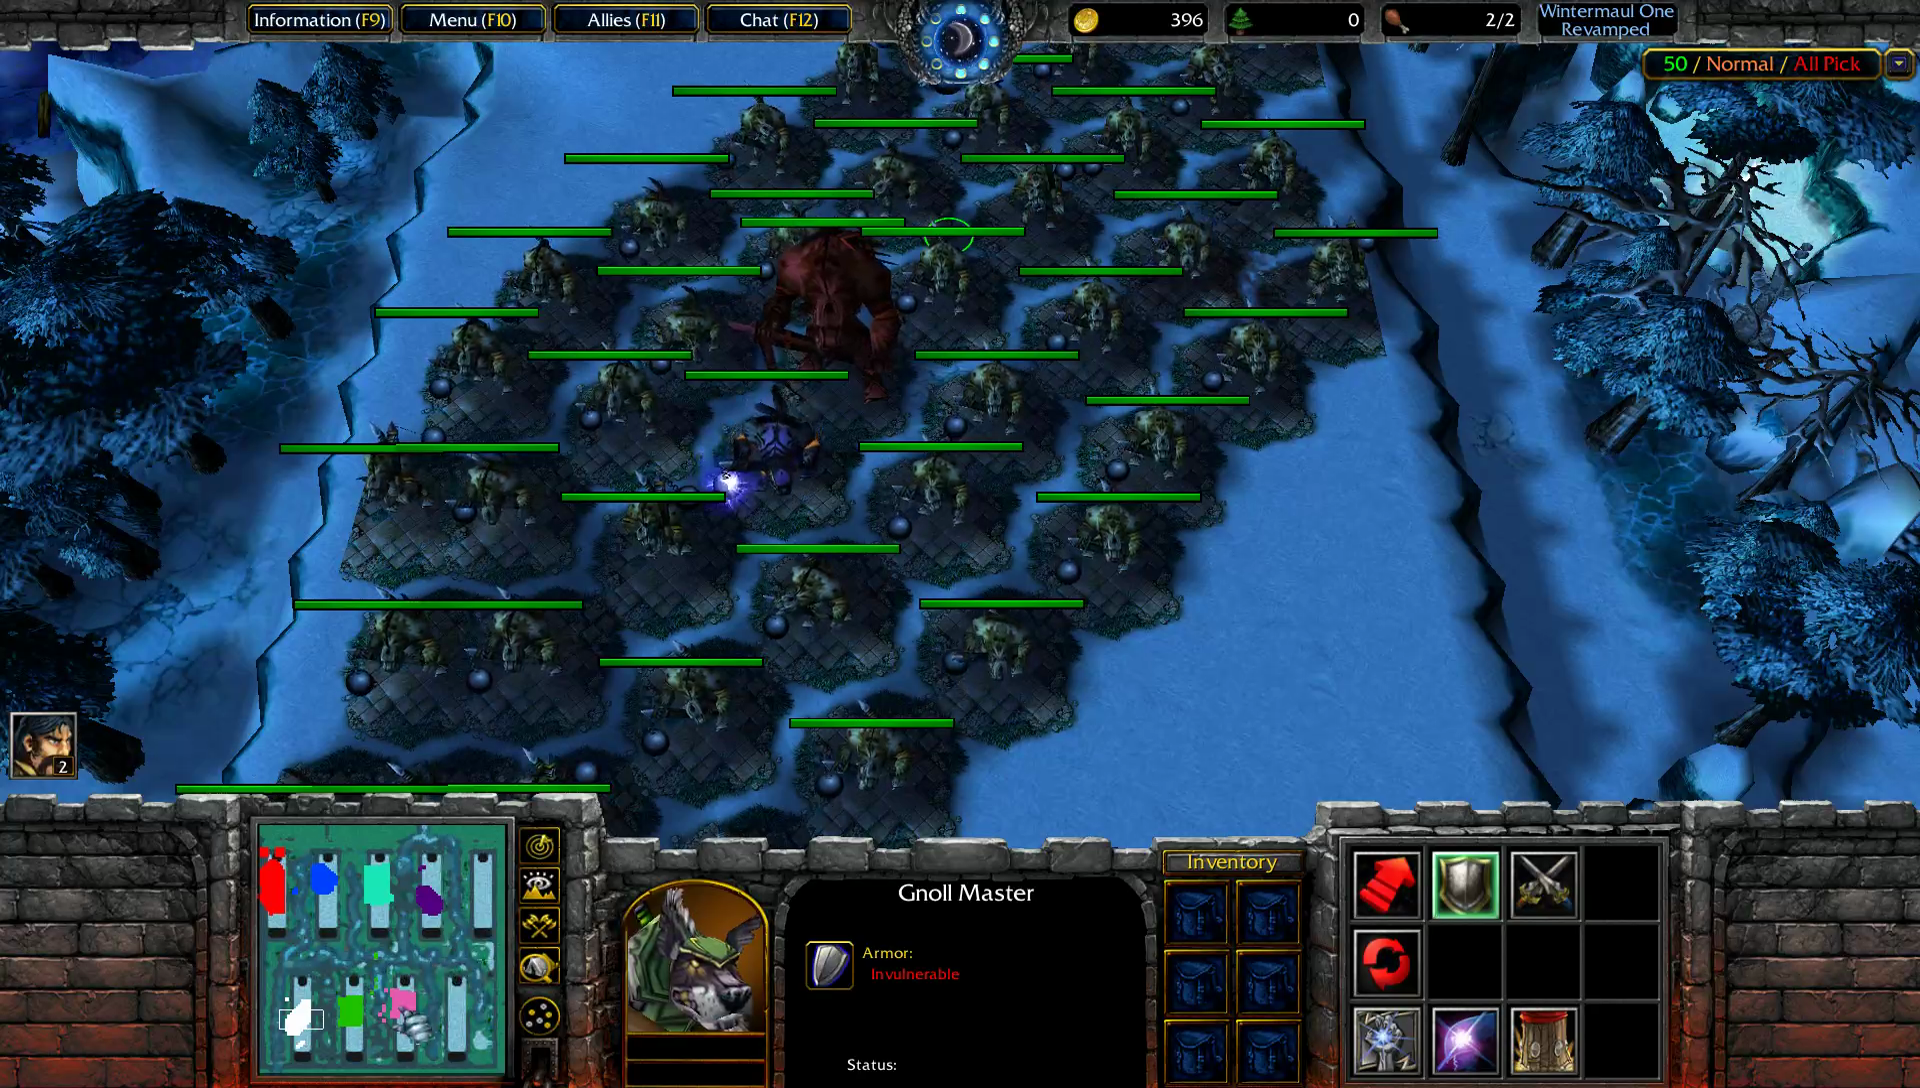 Information (F9)
Menu (F10)
Allies (F11)
Chat (F12)
396
0
2/2
Wintermaul One
Revamped
50 / Normal / All Pick
2
Gnoll Master
Armor:
Invulnerable
Status:
Inventory